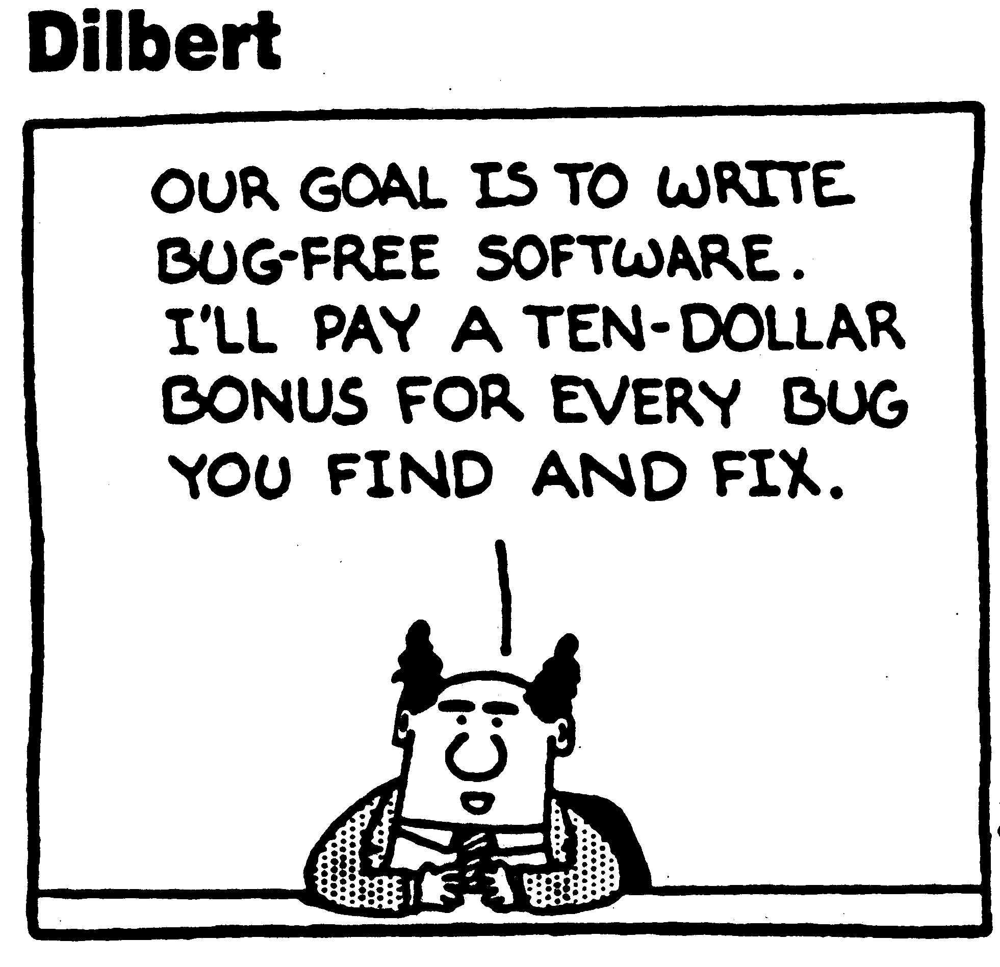 Dilbert
OUR GOAL IS TO WRITE
BUG-FREE SOFTWARE.
I'LL PAY A TEN-DOLLAR
BONUS FOR EVERY BUG
YOU FIND AND FIX.